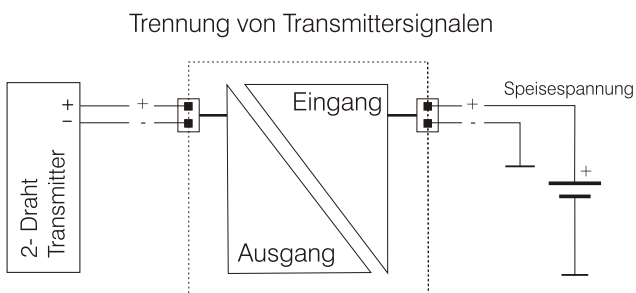 Trennung von Transmittersignalen
Speisespannung
+ + Eingang + 
- - -
+
2- Draht
Transmitter
Ausgang